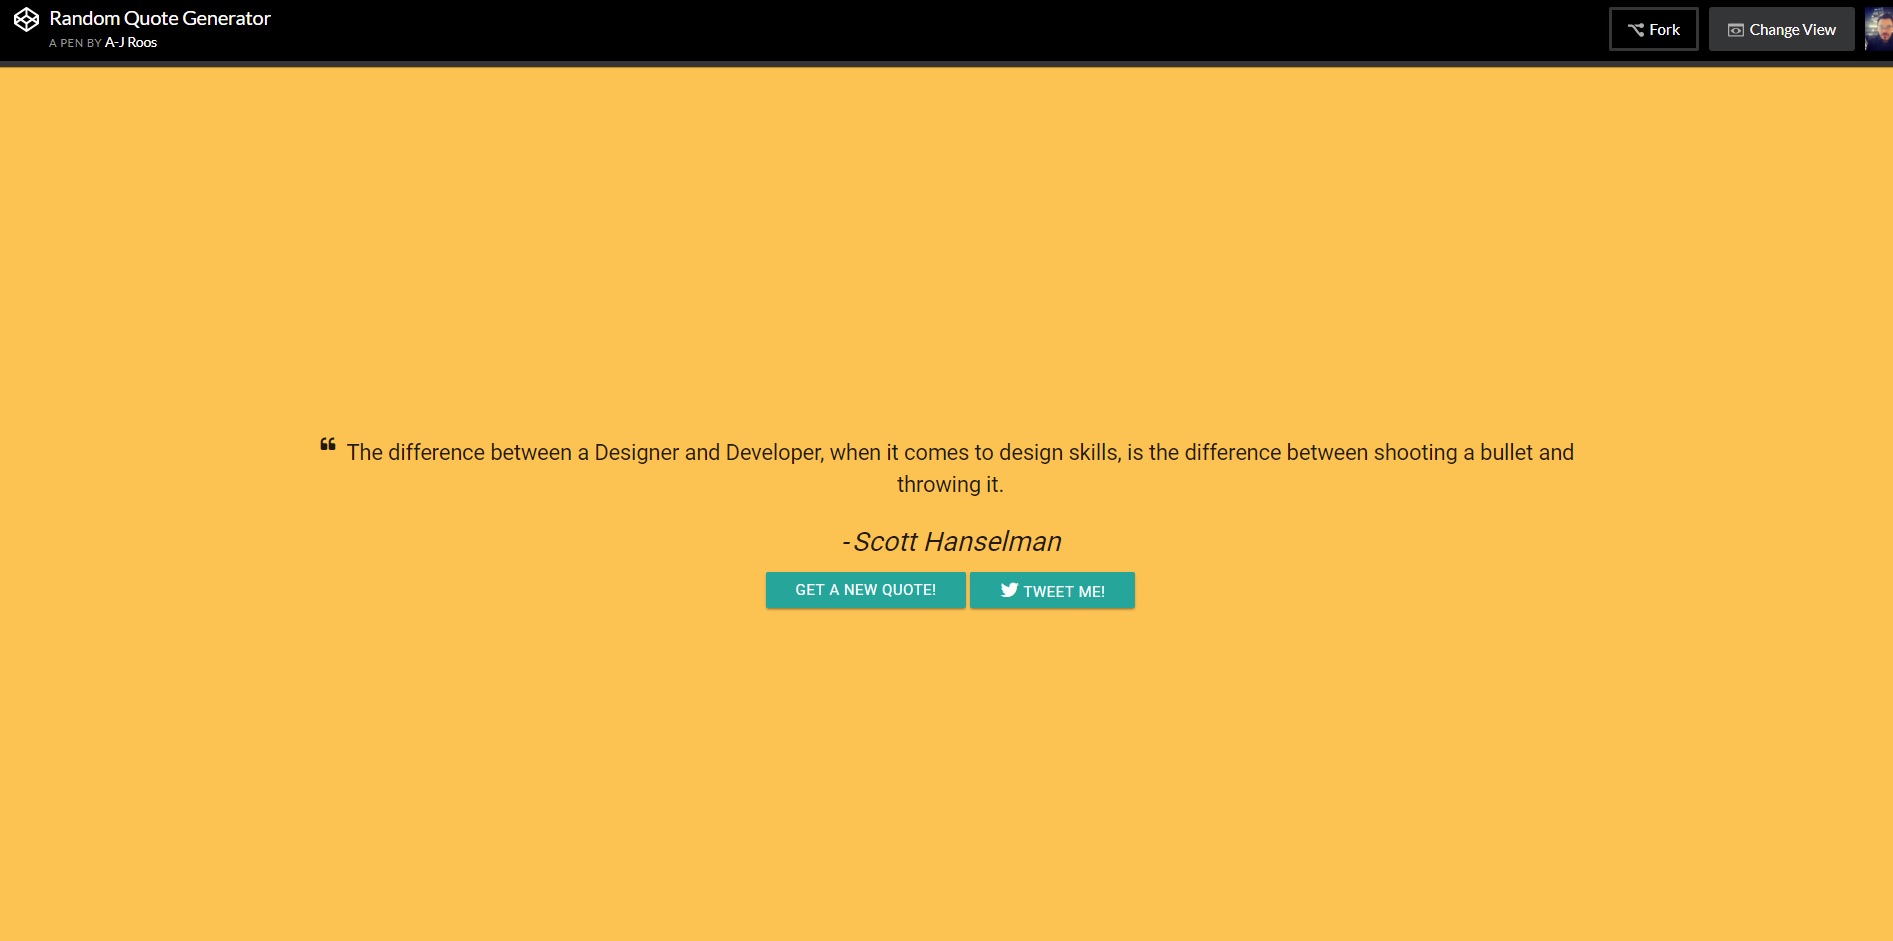 Random Quote Generator
A PEN BY A-J Roos
Fork
Change View
“ The difference between a Designer and Developer, when it comes to design skills, is the difference between shooting a bullet and
throwing it.
- Scott Hanselman
GET A NEW QUOTE!
TWEET ME!